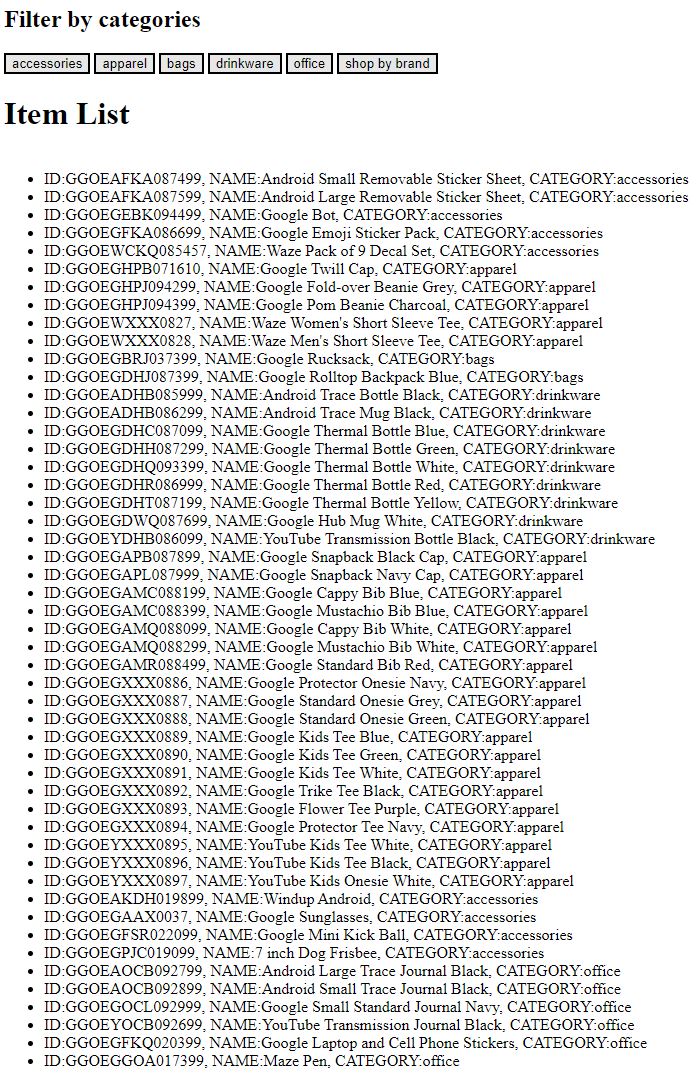 Filter by categories
accessories apparel bags drinkware office shop by brand
Item List
ID:GGOEAFKA087499, NAME:Android Small Removable Sticker Sheet, CATEGORY:accessories
ID:GGOEAFKA087599, NAME:Android Large Removable Sticker Sheet, CATEGORY:accessories
ID:GGOEGEBK094499, NAME:Google Bot, CATEGORY:accessories
ID:GGOEGFKA086699, NAME:Google Emoji Sticker Pack, CATEGORY:accessories
ID:GGOEWCKQ085457, NAME:Waze Pack of 9 Decal Set, CATEGORY:accessories
ID:GGOEGHPB071610, NAME:Google Twill Cap, CATEGORY:apparel
ID:GGOEGHPJ094299, NAME:Google Fold-over Beanie Grey, CATEGORY:apparel
ID:GGOEGHPJ094399, NAME:Google Pom Beanie Charcoal, CATEGORY:apparel
ID:GGOEWXXX0827, NAME:Waze Women's Short Sleeve Tee, CATEGORY:apparel
ID:GGOEWXXX0828, NAME:Waze Men's Short Sleeve Tee, CATEGORY:apparel
ID:GGOEGBRJ037399, NAME:Google Rucksack, CATEGORY:bags
ID:GGOEGDHJ087399, NAME:Google Rolltop Backpack Blue, CATEGORY:bags
ID:GGOEADHB085999, NAME:Android Trace Bottle Black, CATEGORY:drinkware
ID:GGOEADHB086299, NAME:Android Trace Mug Black, CATEGORY:drinkware
ID:GGOEGDHC087099, NAME:Google Thermal Bottle Blue, CATEGORY:drinkware
ID:GGOEGDHH087299, NAME:Google Thermal Bottle Green, CATEGORY:drinkware
ID:GGOEGDHQ093399, NAME:Google Thermal Bottle White, CATEGORY:drinkware
ID:GGOEGDHR086999, NAME:Google Thermal Bottle Red, CATEGORY:drinkware
ID:GGOEGDHT087199, NAME:Google Thermal Bottle Yellow, CATEGORY:drinkware
ID:GGOEGDWQ087699, NAME:Google Hub Mug White, CATEGORY:drinkware
ID:GGOEYDHB086099, NAME:YouTube Transmission Bottle Black, CATEGORY:drinkware
ID:GGOEGAPB087899, NAME:Google Snapback Black Cap, CATEGORY:apparel
ID:GGOEGAPL087999, NAME:Google Snapback Navy Cap, CATEGORY:apparel
ID:GGOEGAMC088199, NAME:Google Cappy Bib Blue, CATEGORY:apparel
ID:GGOEGAMC088399, NAME:Google Mustachio Bib Blue, CATEGORY:apparel
ID:GGOEGAMQ088099, NAME:Google Cappy Bib White, CATEGORY:apparel
ID:GGOEGAMQ088299, NAME:Google Mustachio Bib White, CATEGORY:apparel
ID:GGOEGAMR088499, NAME:Google Standard Bib Red, CATEGORY:apparel
ID:GGOEGXXX0886, NAME:Google Protector Onesie Navy, CATEGORY:apparel
ID:GGOEGXXX0887, NAME:Google Standard Onesie Grey, CATEGORY:apparel
ID:GGOEGXXX0888, NAME:Google Standard Onesie Green, CATEGORY:apparel
ID:GGOEGXXX0889, NAME:Google Kids Tee Blue, CATEGORY:apparel
ID:GGOEGXXX0890, NAME:Google Kids Tee Green, CATEGORY:apparel
ID:GGOEGXXX0891, NAME:Google Kids Tee White, CATEGORY:apparel
ID:GGOEGXXX0892, NAME:Google Trike Tee Black, CATEGORY:apparel
ID:GGOEGXXX0893, NAME:Google Flower Tee Purple, CATEGORY:apparel
ID:GGOEGXXX0894, NAME:Google Protector Tee Navy, CATEGORY:apparel
ID:GGOEYXXX0895, NAME:YouTube Kids Tee White, CATEGORY:apparel
ID:GGOEYXXX0896, NAME:YouTube Kids Tee Black, CATEGORY:apparel
ID:GGOEYXXX0897, NAME:YouTube Kids Onesie White, CATEGORY:apparel
ID:GGOEAKDH019899, NAME:Windup Android, CATEGORY:accessories
ID:GGOEGAAX0037, NAME:Google Sunglasses, CATEGORY:accessories
ID:GGOEGFSR022099, NAME:Google Mini Kick Ball, CATEGORY:accessories
ID:GGOEGPJC019099, NAME:7 inch Dog Frisbee, CATEGORY:accessories
ID:GGOEAOCB092799, NAME:Android Large Trace Journal Black, CATEGORY:office
ID:GGOEAOCB092899, NAME:Android Small Trace Journal Black, CATEGORY:office
ID:GGOEGOCL092999, NAME:Google Small Standard Journal Navy, CATEGORY:office
ID:GGOEYOCB092699, NAME:YouTube Transmission Journal Black, CATEGORY:office
ID:GGOEGFKQ020399, NAME:Google Laptop and Cell Phone Stickers, CATEGORY:office
ID:GGOEGGOA017399, NAME:Maze Pen, CATEGORY:office